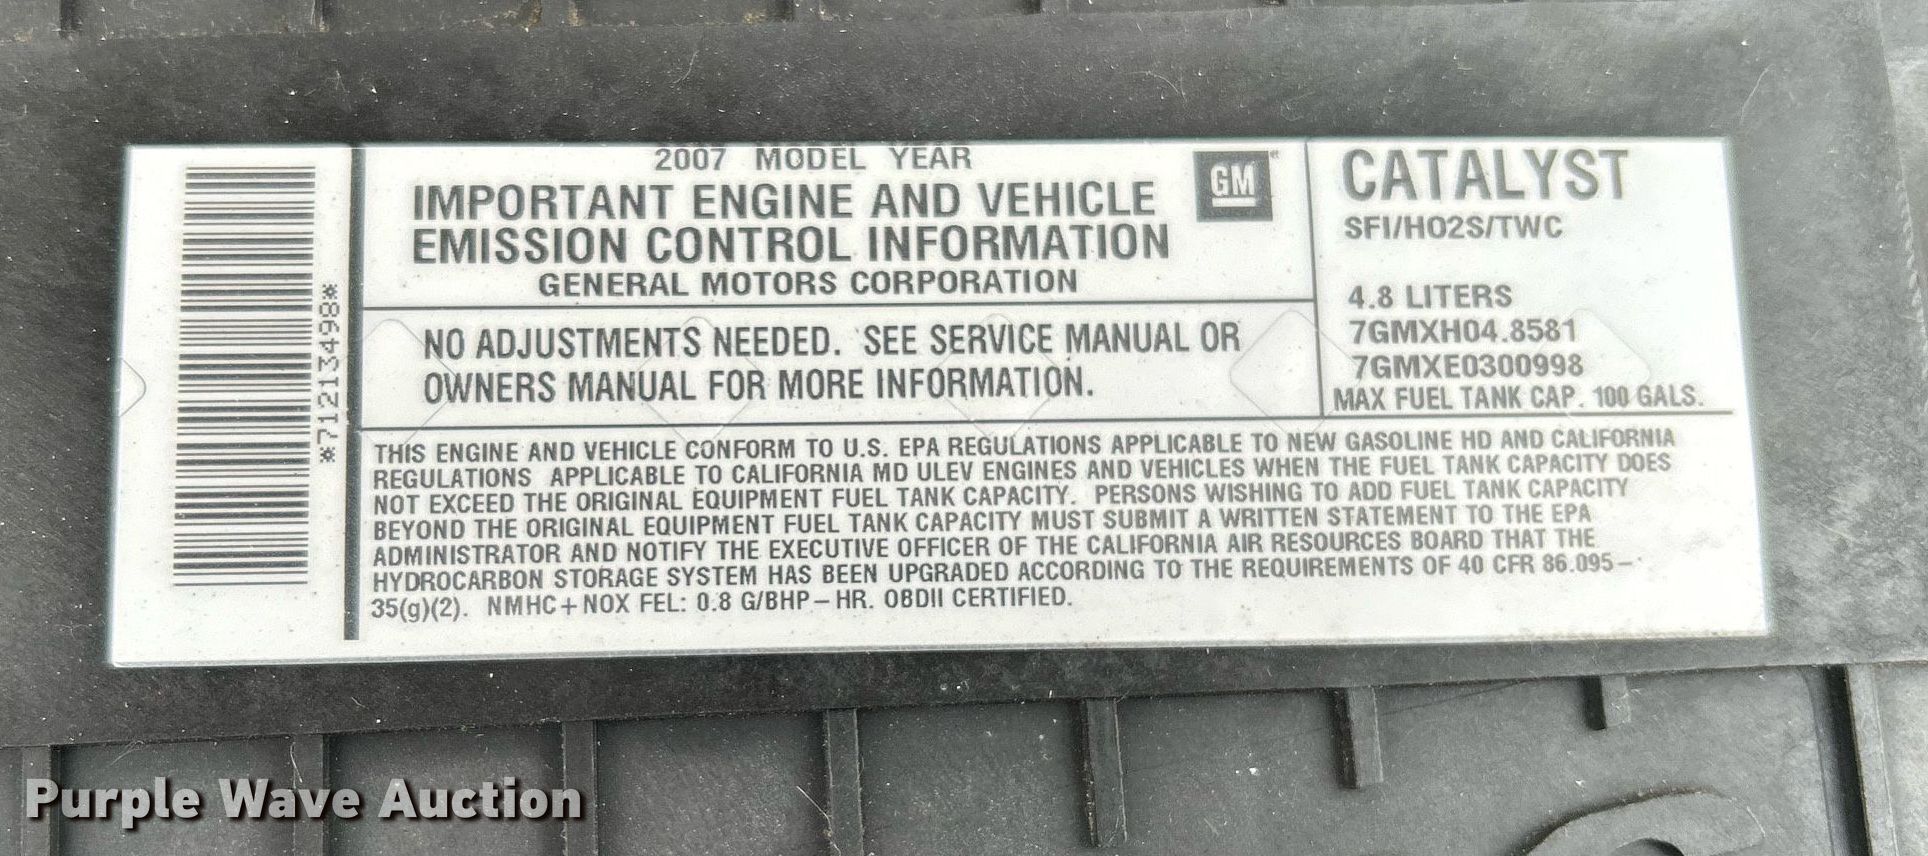 2007 MODEL YEAR
IMPORTANT ENGINE AND VEHICLE
EMISSION CONTROL INFORMATION
GENERAL MOTORS CORPORATION
GM
CATALYST
SFI/HO2S/TWC
4.8 LITERS
7GMXH04.8581
7GMXE0300998
MAX FUEL TANK CAP. 100 GALS.
*712134498*
NO ADJUSTMENTS NEEDED. SEE SERVICE MANUAL OR
OWNERS MANUAL FOR MORE INFORMATION.
THIS ENGINE AND VEHICLE CONFORM TO U.S. EPA REGULATIONS APPLICABLE TO NEW GASOLINE HD AND CALIFORNIA
REGULATIONS APPLICABLE TO CALIFORNIA MD ULEV ENGINES AND VEHICLES WHEN THE FUEL TANK CAPACITY DOES
NOT EXCEED THE ORIGINAL EQUIPMENT FUEL TANK CAPACITY. PERSONS WISHING TO ADD FUEL TANK CAPACITY
BEYOND THE ORIGINAL EQUIPMENT FUEL TANK CAPACITY MUST SUBMIT A WRITTEN STATEMENT TO THE EPA
ADMINISTRATOR AND NOTIFY THE EXECUTIVE OFFICER OF THE CALIFORNIA AIR RESOURCES BOARD THAT THE
HYDROCARBON STORAGE SYSTEM HAS BEEN UPGRADED ACCORDING TO THE REQUIREMENTS OF 40 CFR 86.095–
35(g)(2). NMHC+NOX FEL: 0.8 G/BHP–HR. OBDII CERTIFIED.
Purple Wave Auction